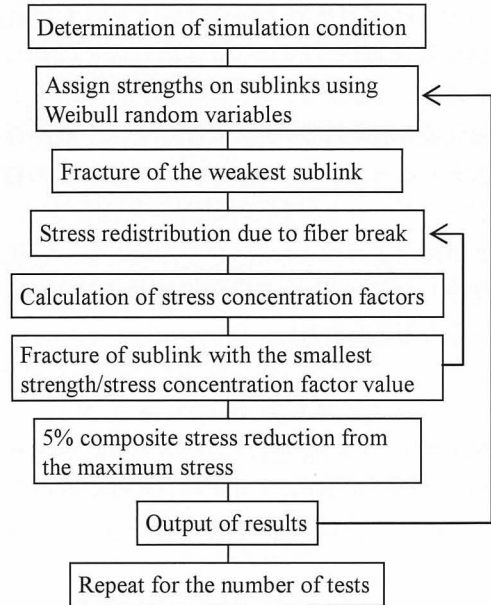 Determination of simulation condition
Assign strengths on sublinks using
Weibull random variables
Fracture of the weakest sublink
Stress redistribution due to fiber break
Calculation of stress concentration factors
Fracture of sublink with the smallest
strength/stress concentration factor value
5% composite stress reduction from
the maximum stress
Output of results
Repeat for the number of tests